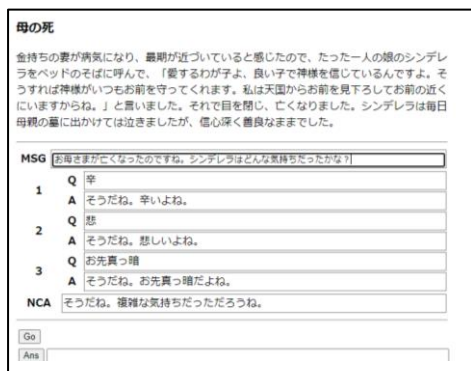 母の死
金持ちの妻が病気になり、最期が近づいていると感じたので、たった一人の娘のシンデレ
ラをベッドのそばに呼んで、「愛するわが子よ、良い子で神様を信じているんですよ。そ
うすれば神様がいつもお前を守ってくれます。私は天国からお前を見下ろしてお前の近く
にいますからね。」と言いました。それで目を閉じ、亡くなりました。シンデレラは毎日
母親の墓に出かけては泣きましたが、信心深く善良なままでした。
MSG お母さまが亡くなったのですね。シンデレラはどんな気持ちだったかな？
1
Q 辛
A そうだね。辛いよね。
2
Q 悲
A そうだね。悲しいよね。
3
Q お先真っ暗
A そうだね。お先真っ暗だよね。
NCA そうだね。複雑な気持ちだっただろうね。
Go
Ans